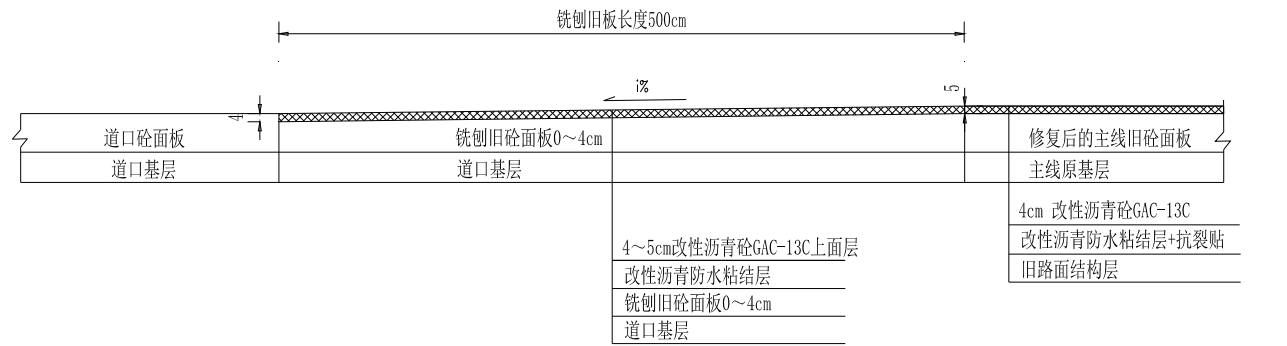 铣刨旧板长度500cm
i%
5
4
道口砼面板
铣刨旧砼面板0～4cm
修复后的主线旧砼面板
道口基层
道口基层
主线原基层
4cm 改性沥青砼GAC-13C
改性沥青防水粘结层+抗裂贴
旧路面结构层
4～5cm改性沥青砼GAC-13C上面层
改性沥青防水粘结层
铣刨旧砼面板0～4cm
道口基层